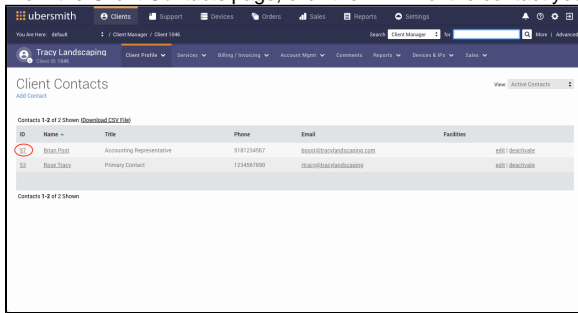 ubersmith Clients Support Devices Orders Sales Reports Settings
You Are Here: default / Client Manager / Client 1046 Search Client Manager for More | Advanced
Tracy Landscaping Client Profile Services Billing / Invoicing Account Mgmt Comments Reports Devices & IPs Sales
Client ID 1046
Client Contacts View: Active Contacts
Add Contact
Contacts 1-2 of 2 Shown (Download CSV File)
ID Name Title Phone Email Facilities
57 Brian Post Accounting Representative 5181234567 bpost@tracylandscaping.com edit | deactivate
53 Rose Tracy Primary Contact 1234567890 rtracy@tracylandscaping edit | deactivate
Contacts 1-2 of 2 Shown